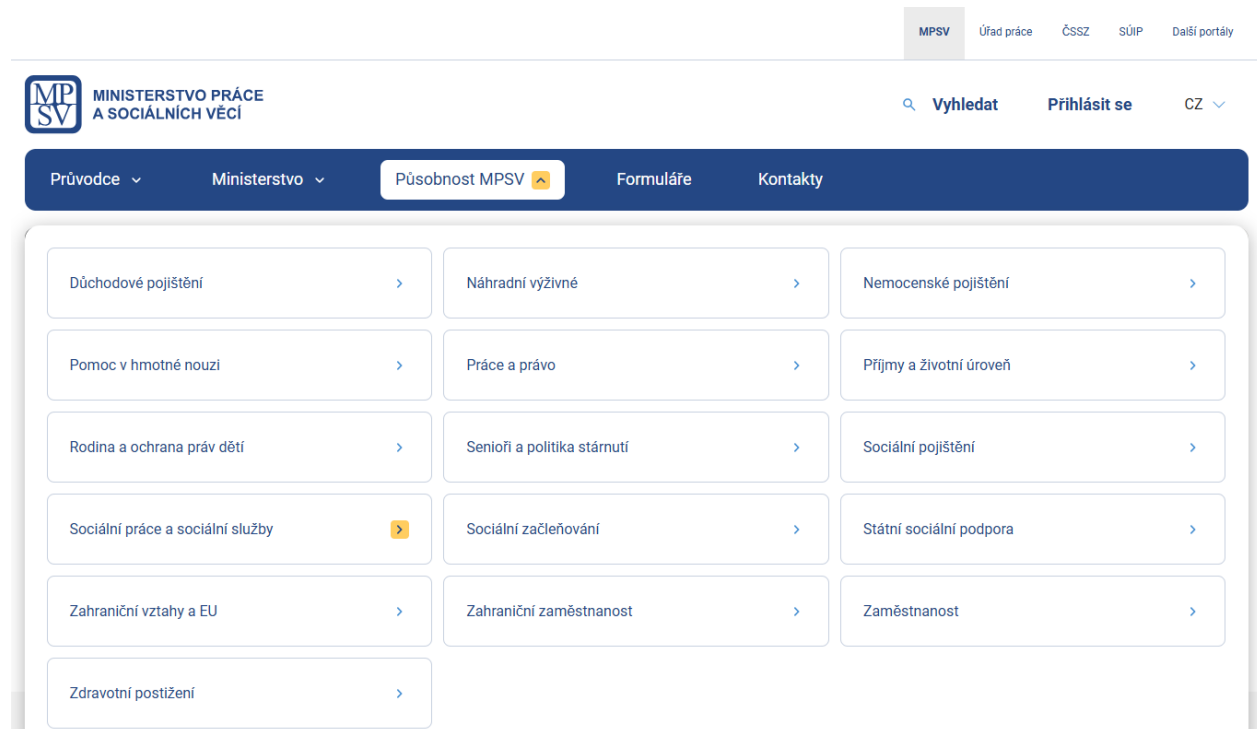 MPSV Úřad práce ČSSZ SÚIP Další portály
MP
SV
MINISTERSTVO PRÁCE
A SOCIÁLNÍCH VĚCÍ
Vyhledat Přihlásit se CZ
Průvodce Ministerstvo Působnost MPSV Formuláře Kontakty
Důchodové pojištění Náhradní výživné Nemocenské pojištění
Pomoc v hmotné nouzi Práce a právo Příjmy a životní úroveň
Rodina a ochrana práv dětí Senioři a politika stárnutí Sociální pojištění
Sociální práce a sociální služby Sociální začleňování Státní sociální podpora
Zahraniční vztahy a EU Zahraniční zaměstnanost Zaměstnanost
Zdravotní postižení